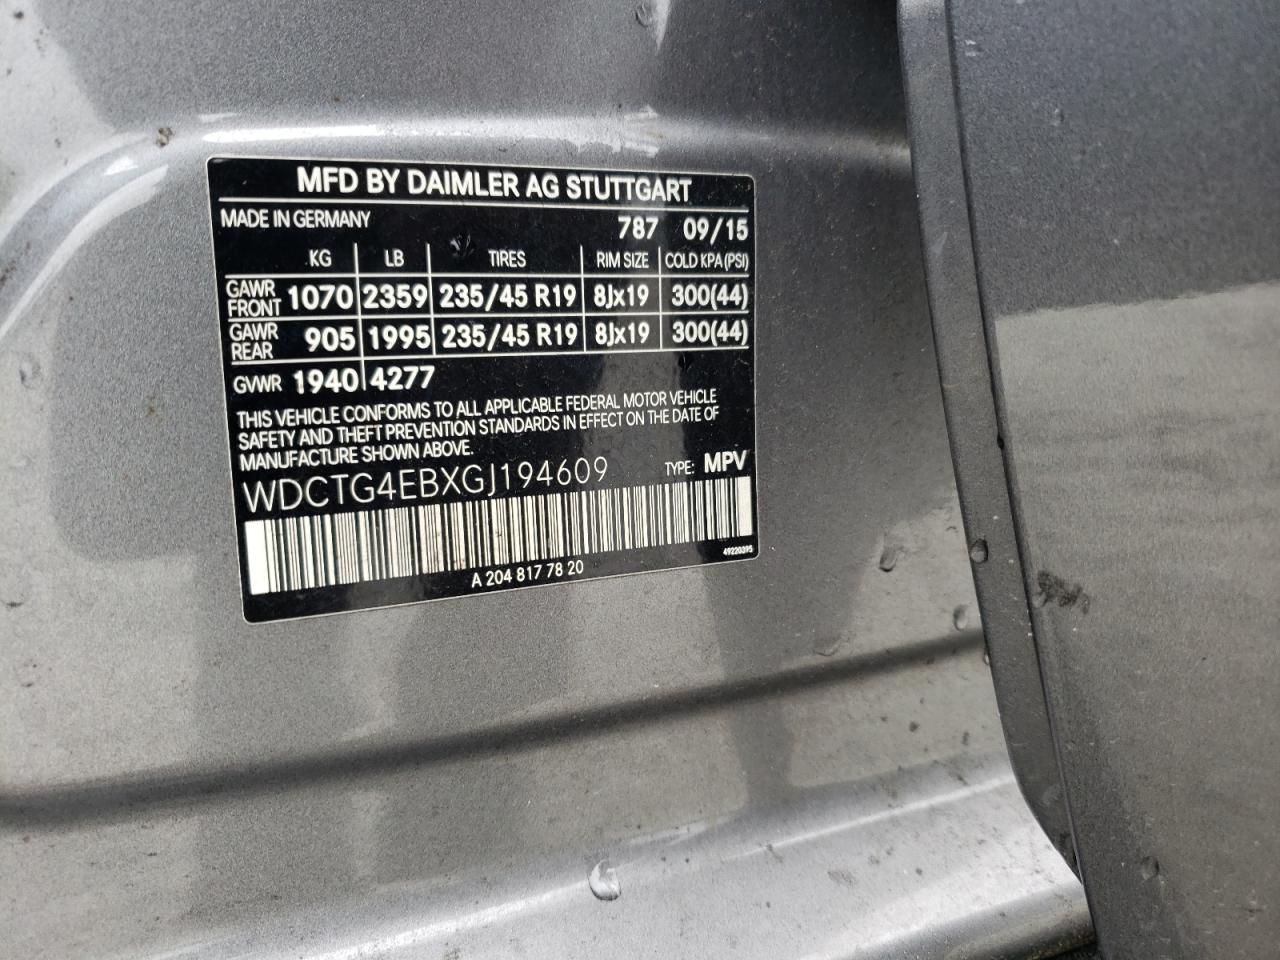 MFD BY DAIMLER AG STUTTGART
MADE IN GERMANY 787 09/15
KG LB TIRES RIM SIZE COLD KPA (PSI)
GAWR FRONT 1070 2359 235/45 R19 8Jx19 300(44)
GAWR REAR 905 1995 235/45 R19 8Jx19 300(44)
GVWR 1940 4277
THIS VEHICLE CONFORMS TO ALL APPLICABLE FEDERAL MOTOR VEHICLE
SAFETY AND THEFT PREVENTION STANDARDS IN EFFECT ON THE DATE OF
MANUFACTURE SHOWN ABOVE.
WDCTG4EBXGJ194609 TYPE: MPV
49220395
A 204 817 78 20